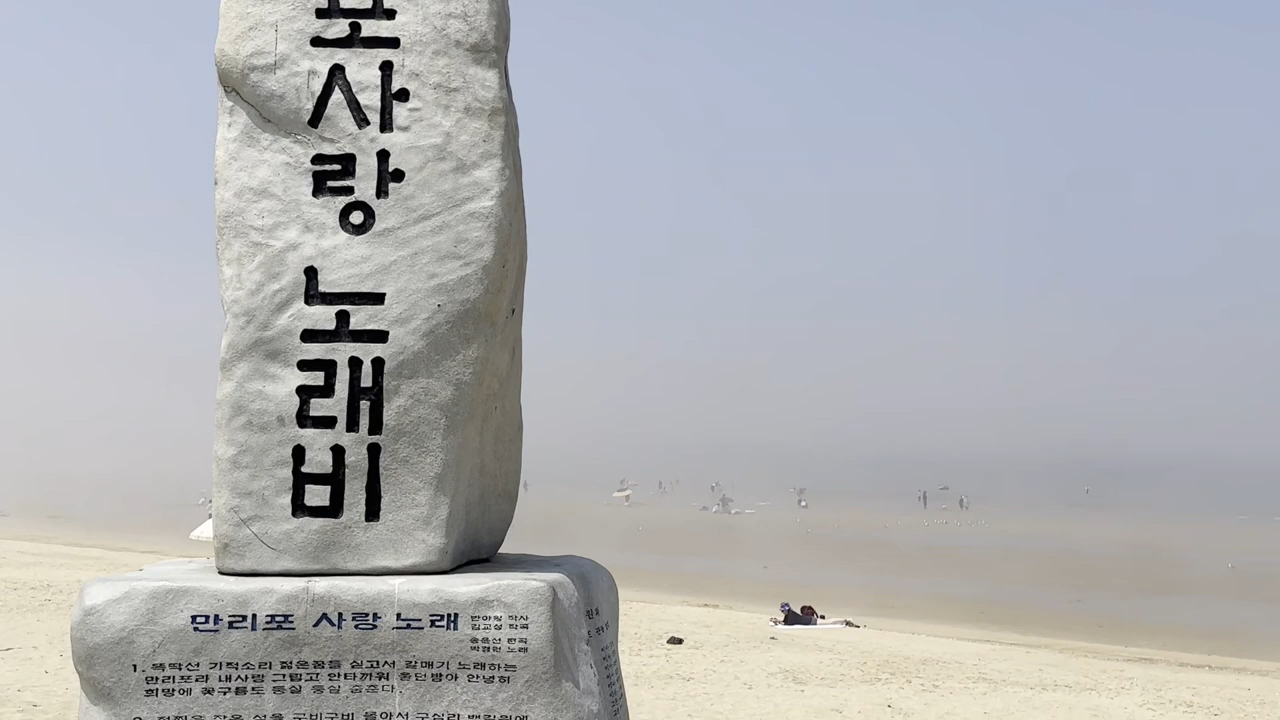 포
사
랑
노
래
비
만리포 사랑 노래
반야월 작사
김교성 작곡
송운선 편곡
박경원 노래
1. 똑딱선 기적소리 젊은꿈을 싣고서 갈매기 노래하는
만리포라 내사랑 그립고 안타까워 울던밤아 안녕히
희망에 꽃구름도 둥실 둥실 춤춘다.